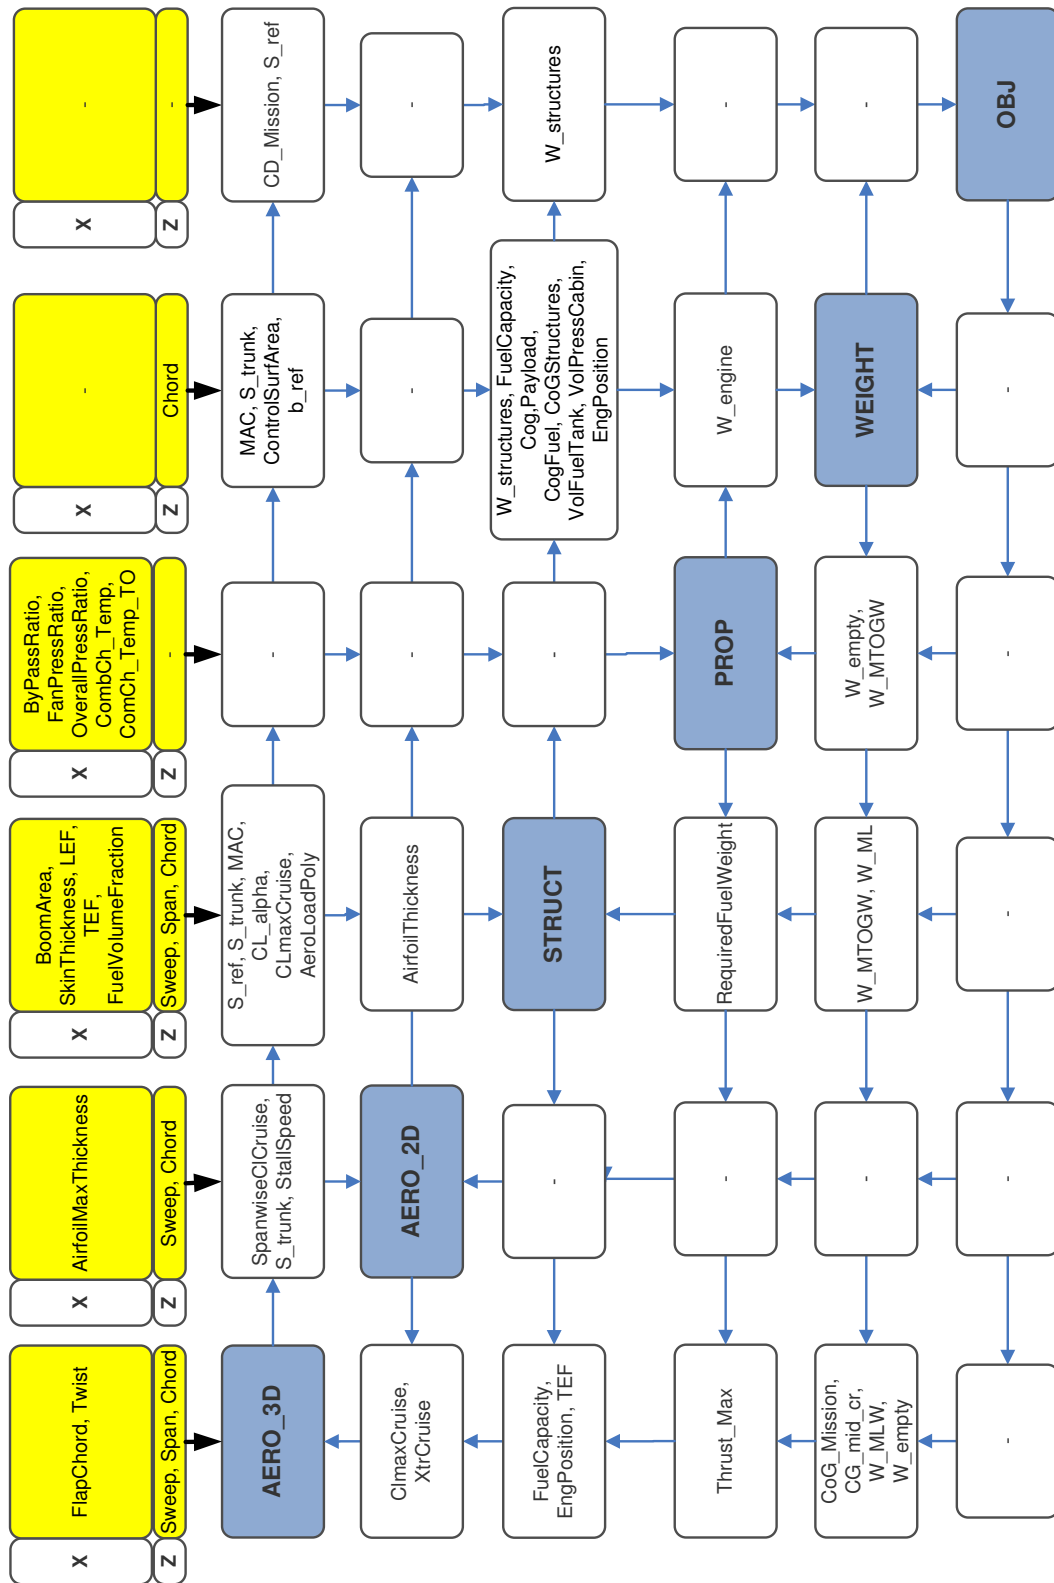 X
FlapChord, Twist
X
AirfoilMaxThickness
X
BoomArea,
SkinThickness, LEF,
TEF,
FuelVolumeFraction
X
ByPassRatio,
FanPressRatio,
OverallPressRatio,
CombCh_Temp,
ComCh_Temp_TO
X
-
X
-
Z
Sweep, Span, Chord
Z
Sweep, Chord
Z
Sweep, Span, Chord
Z
-
Z
Chord
Z
-
AERO_3D
SpanwiseClCruise,
S_trunk, StallSpeed
S_ref, S_trunk, MAC,
CL_alpha,
CLmaxCruise,
AeroLoadPoly
-
MAC, S_trunk,
ControlSurfArea,
b_ref
CD_Mission, S_ref
ClmaxCruise,
XtrCruise
AERO_2D
AirfoilThickness
-
-
-
FuelCapacity,
EngPosition, TEF
-
STRUCT
-
W_structures, FuelCapacity,
Cog,Payload,
CogFuel, CoGStructures,
VolFuelTank, VolPressCabin,
EngPosition
W_structures
Thrust_Max
-
RequiredFuelWeight
PROP
W_engine
-
CoG_Mission,
CG_mid_cr,
W_MLW,
W_empty
-
W_MTOGW, W_ML
W_empty,
W_MTOGW
WEIGHT
-
-
-
-
-
-
OBJ